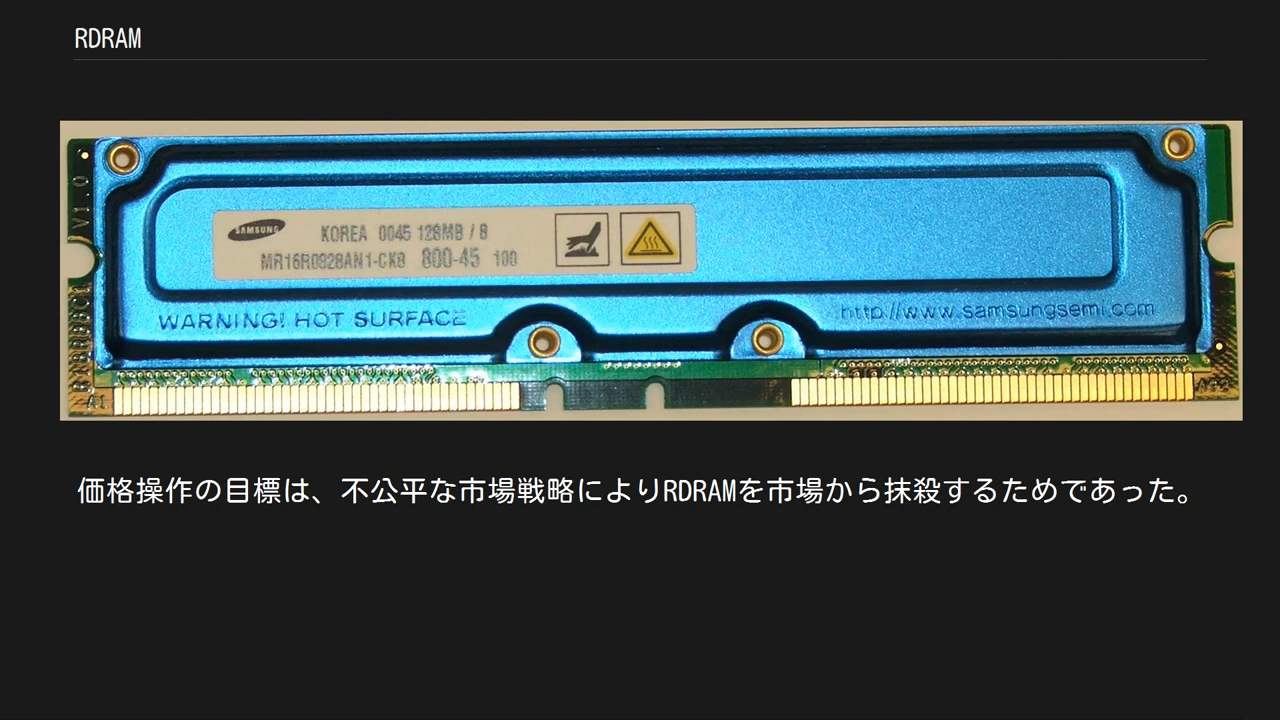 RDRAM
V1.0
SAMSUNG
KOREA 0045 128MB / 8
MR16R0828AN1-CK8 800-45 100
WARNING! HOT SURFACE
http://www.samsungsemi.com
A1
価格操作の目標は、不公平な市場戦略によりRDRAMを市場から抹殺するためであった。